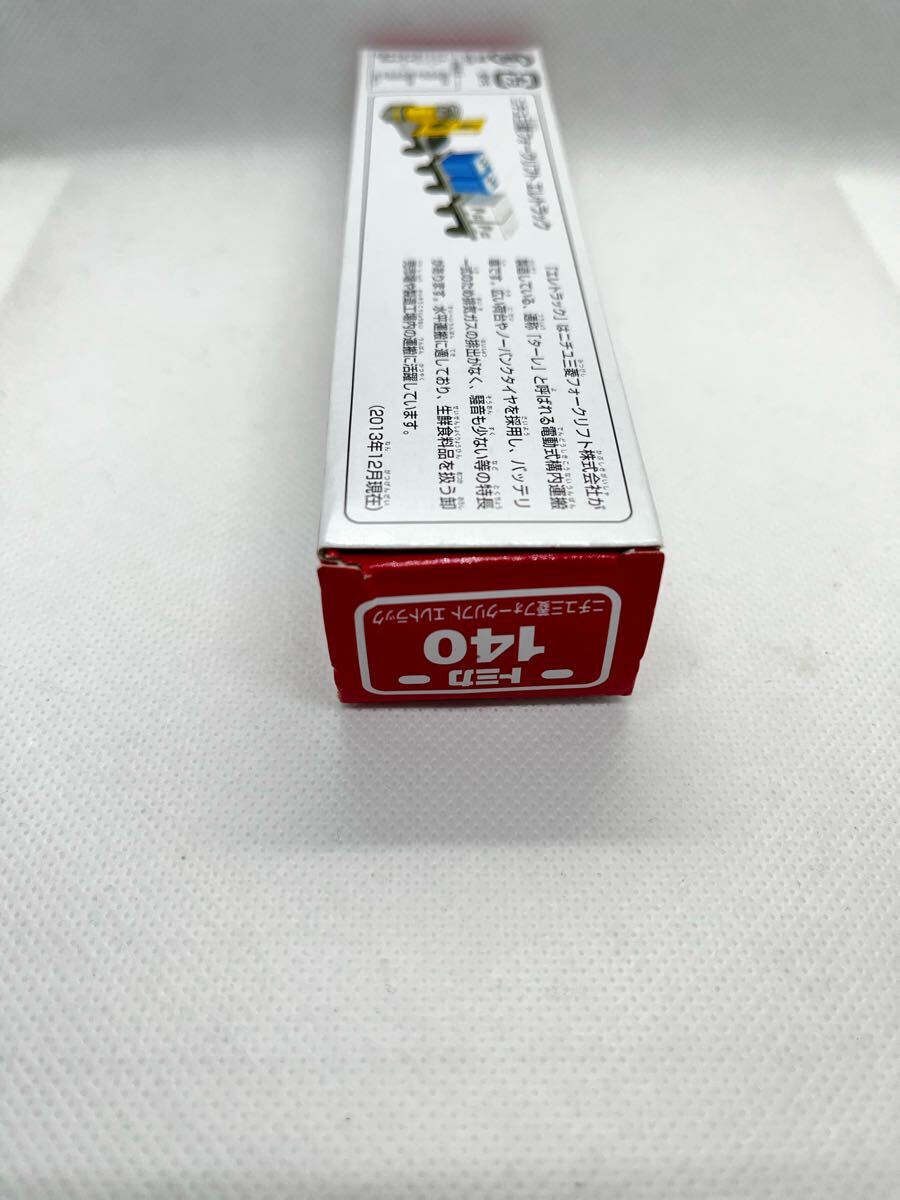 ニチユ三菱フォークリフト エレトラック
「エレトラック」はニチユ三菱フォークリフト株式会社が
製造している、通称「ターレ」と呼ばれる電動式構内運搬
車です。広い荷台やノーパンクタイヤを採用し、バッテリ
ー式のため排気ガスの排出がなく、騒音も少ない等の特長
があります。水平運搬に適しており、生鮮食料品を扱う卸
売市場や製造工場内の運搬に活躍しています。
(2013年12月現在)
トミカ
140
ニチユ三菱フォークリフト エレトラック